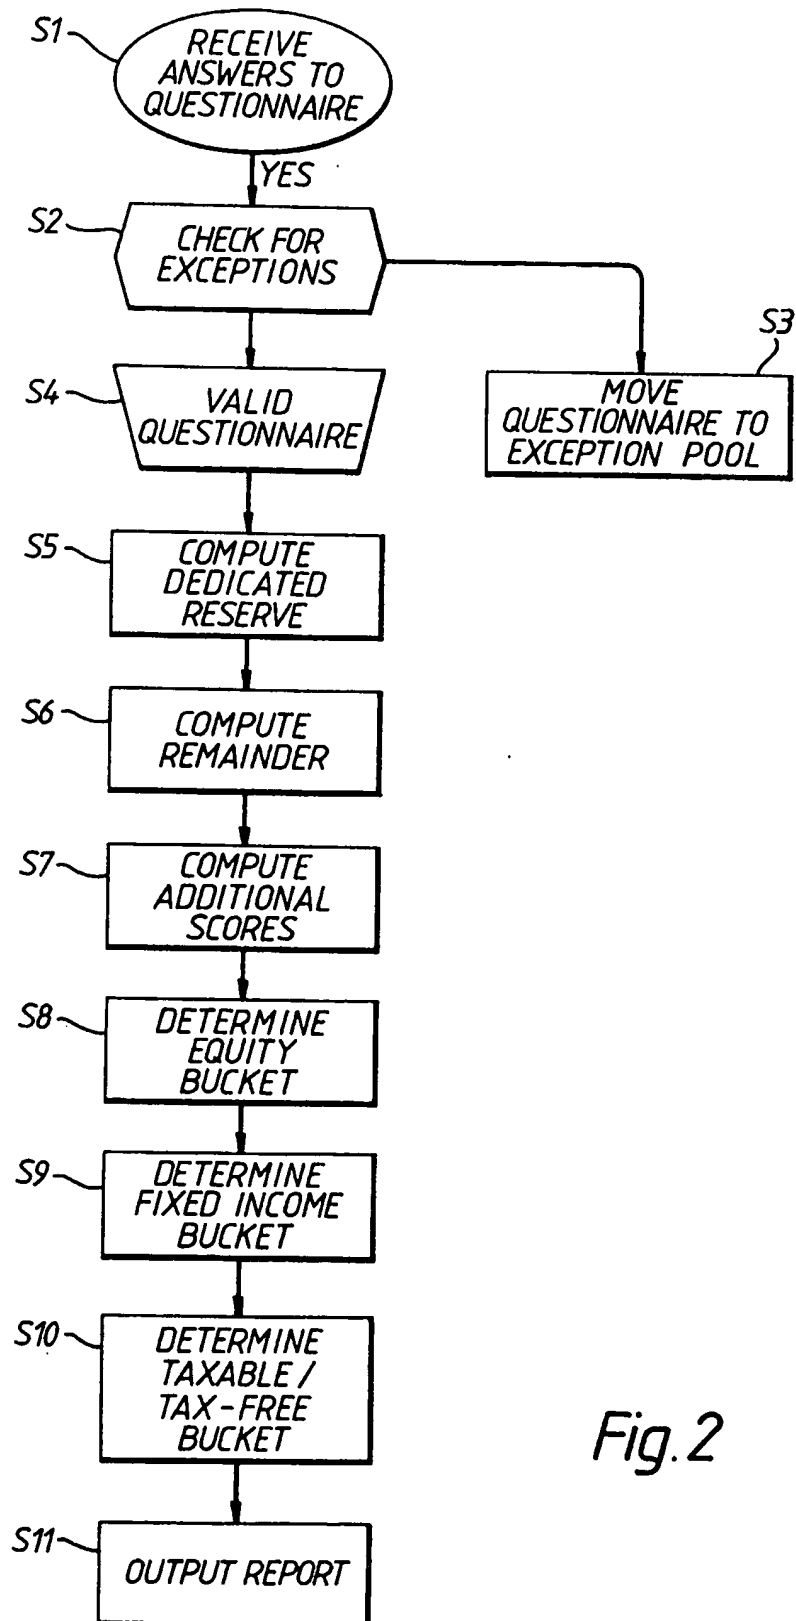 S1
RECEIVE
ANSWERS TO
QUESTIONNAIRE
YES
S2
CHECK FOR
EXCEPTIONS
S3
MOVE
QUESTIONNAIRE TO
EXCEPTION POOL
S4
VALID
QUESTIONNAIRE
S5
COMPUTE
DEDICATED
RESERVE
S6
COMPUTE
REMAINDER
S7
COMPUTE
ADDITIONAL
SCORES
S8
DETERMINE
EQUITY
BUCKET
S9
DETERMINE
FIXED INCOME
BUCKET
S10
DETERMINE
TAXABLE /
TAX-FREE
BUCKET
S11
OUTPUT REPORT
Fig. 2